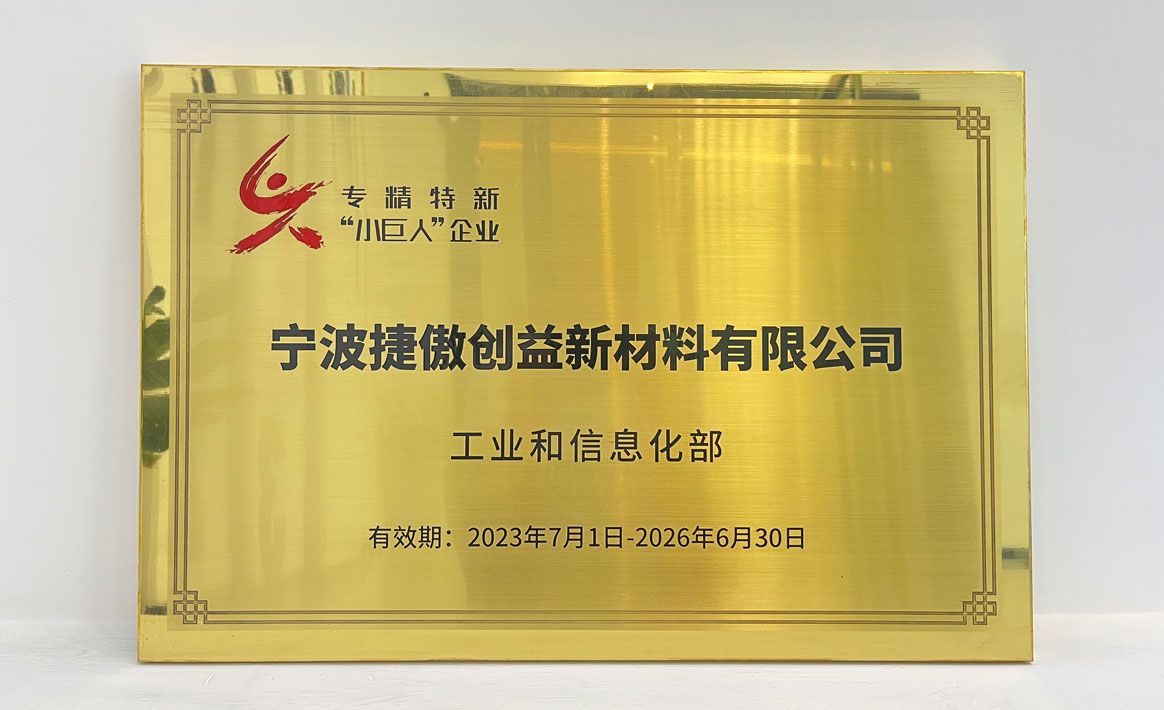 专精特新
“小巨人”企业
宁波捷傲创益新材料有限公司
工业和信息化部
有效期：2023年7月1日-2026年6月30日